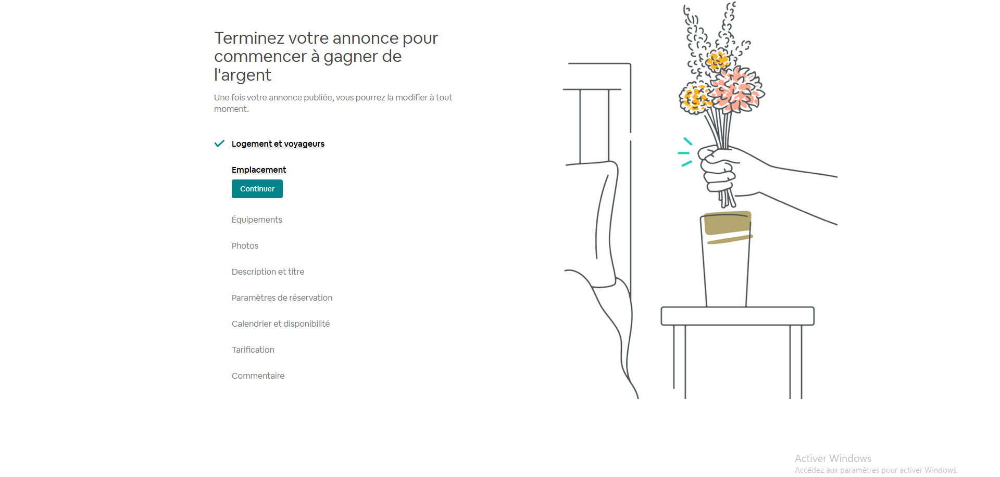 Terminez votre annonce pour
commencer à gagner de
l'argent
Une fois votre annonce publiée, vous pourrez la modifier à tout
moment.
Logement et voyageurs
Emplacement
Continuer
Équipements
Photos
Description et titre
Paramètres de réservation
Calendrier et disponibilité
Tarification
Commentaire
Activer Windows
Accédez aux paramètres pour activer Windows.